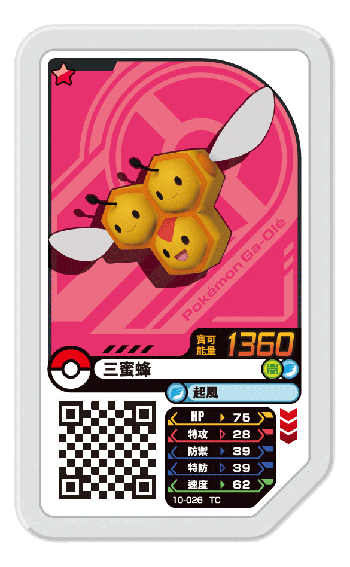 Pokémon Ga-Olé
寶可能量 1360
三蜜蜂
起風
HP 75
特攻 28
防禦 39
特防 39
速度 62
10-026 TC